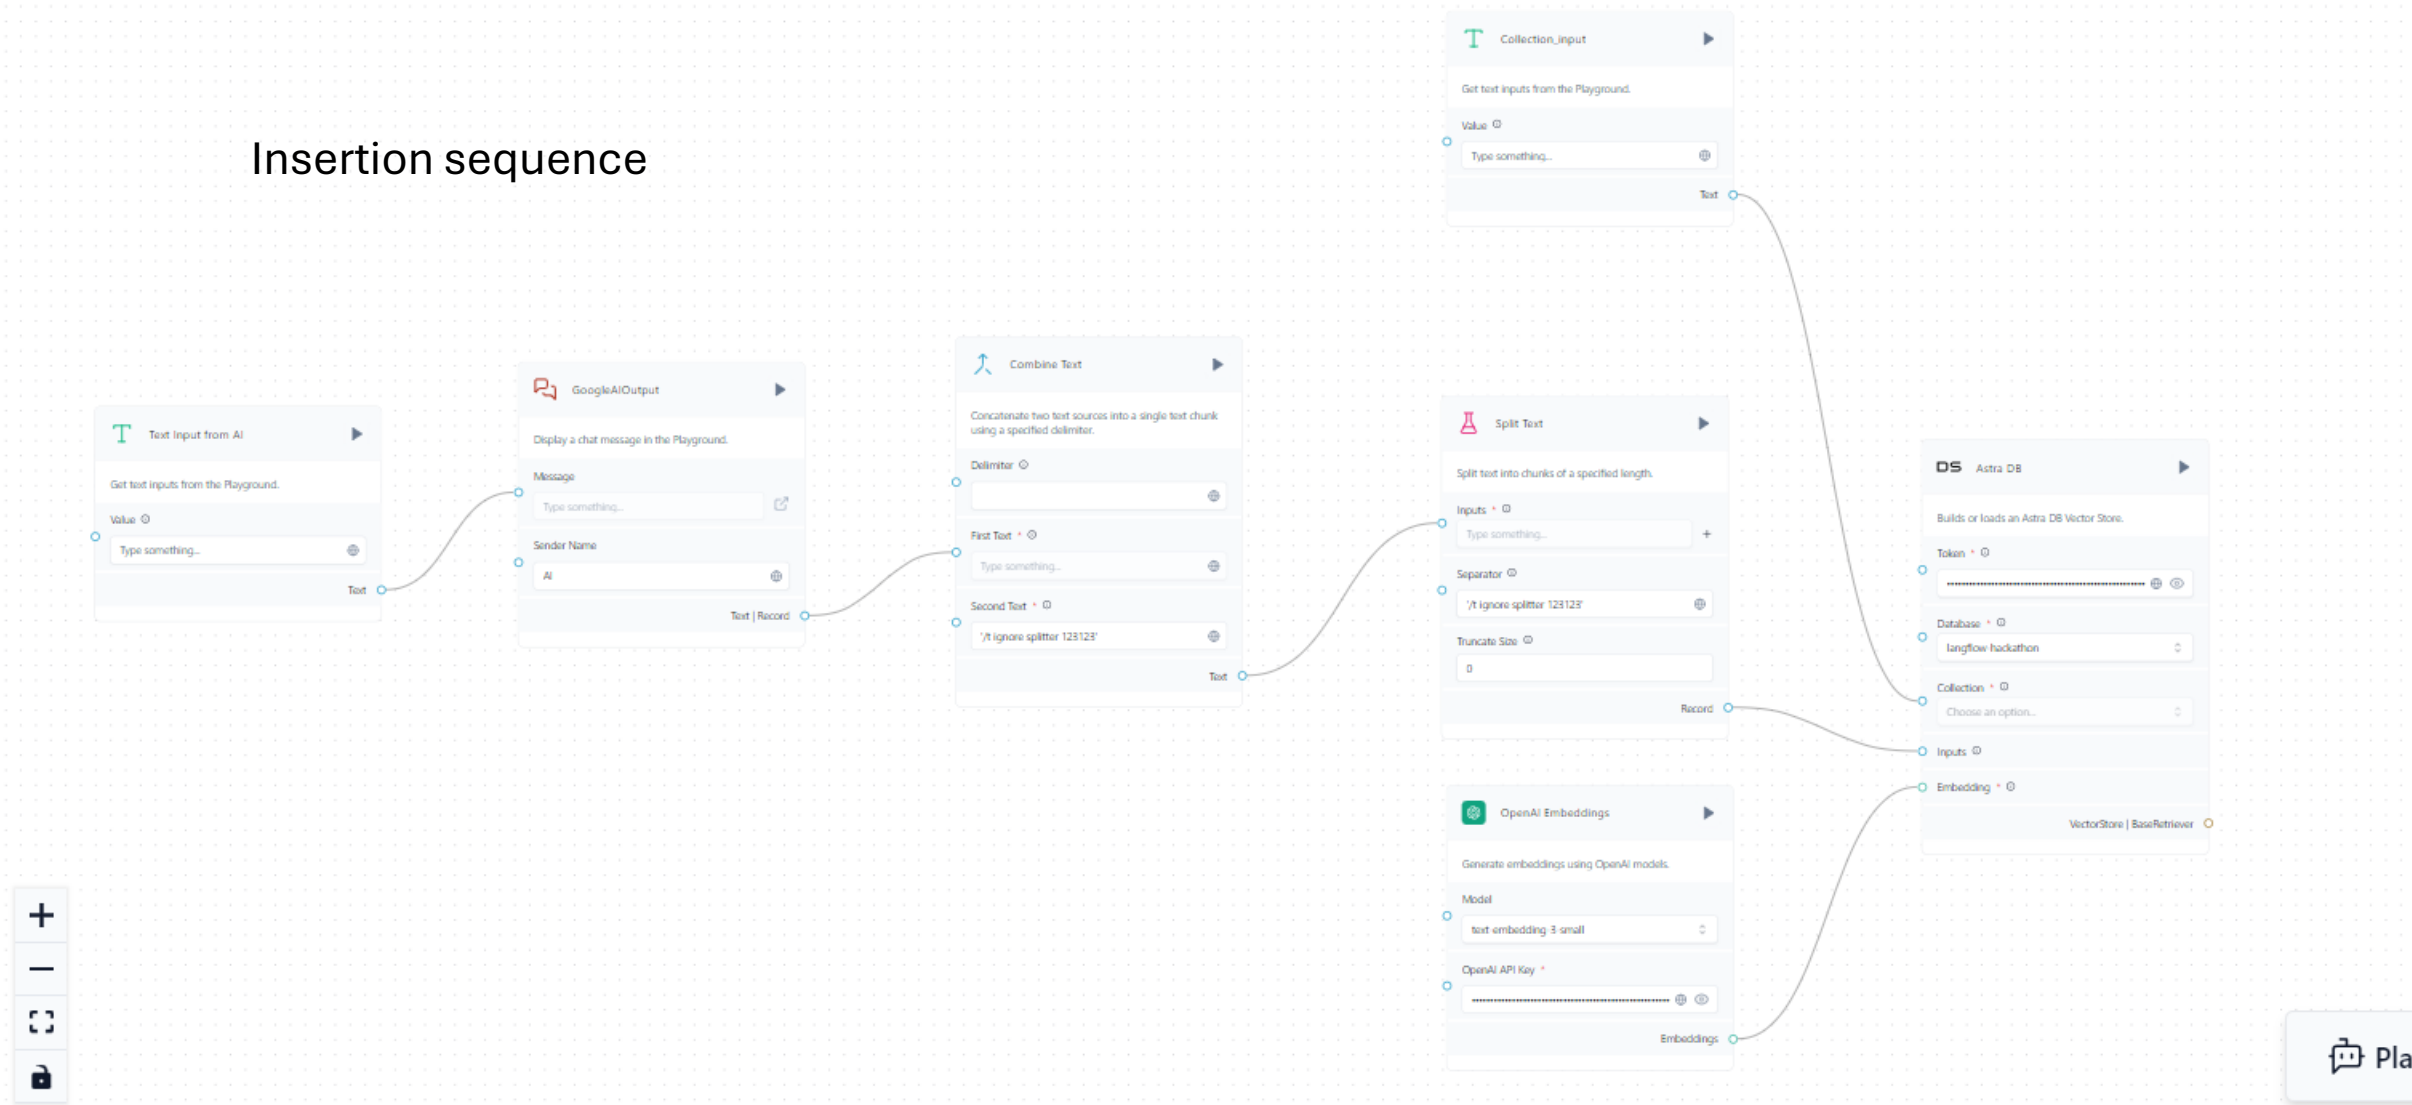 Insertion sequence
Text Input from AI
Get text inputs from the Playground.
Value
Type something...
Text
GoogleAIOutput
Display a chat message in the Playground.
Message
Type something...
Sender Name
AI
Text | Record
Combine Text
Concatenate two text sources into a single text chunk
using a specified delimiter.
Delimiter
First Text *
Type something...
Second Text *
'/t ignore splitter 123123'
Text
Collection_input
Get text inputs from the Playground.
Value
Type something...
Text
Split Text
Split text into chunks of a specified length.
Inputs *
Type something...
Separator
'/t ignore splitter 123123'
Truncate Size
0
Record
OpenAI Embeddings
Generate embeddings using OpenAI models.
Model
text-embedding-3-small
OpenAI API Key *
Embeddings
DS Astra DB
Builds or loads an Astra DB Vector Store.
Token *
Database *
langflow-hackathon
Collection *
Choose an option...
Inputs
Embedding *
VectorStore | BaseRetriever
Pla